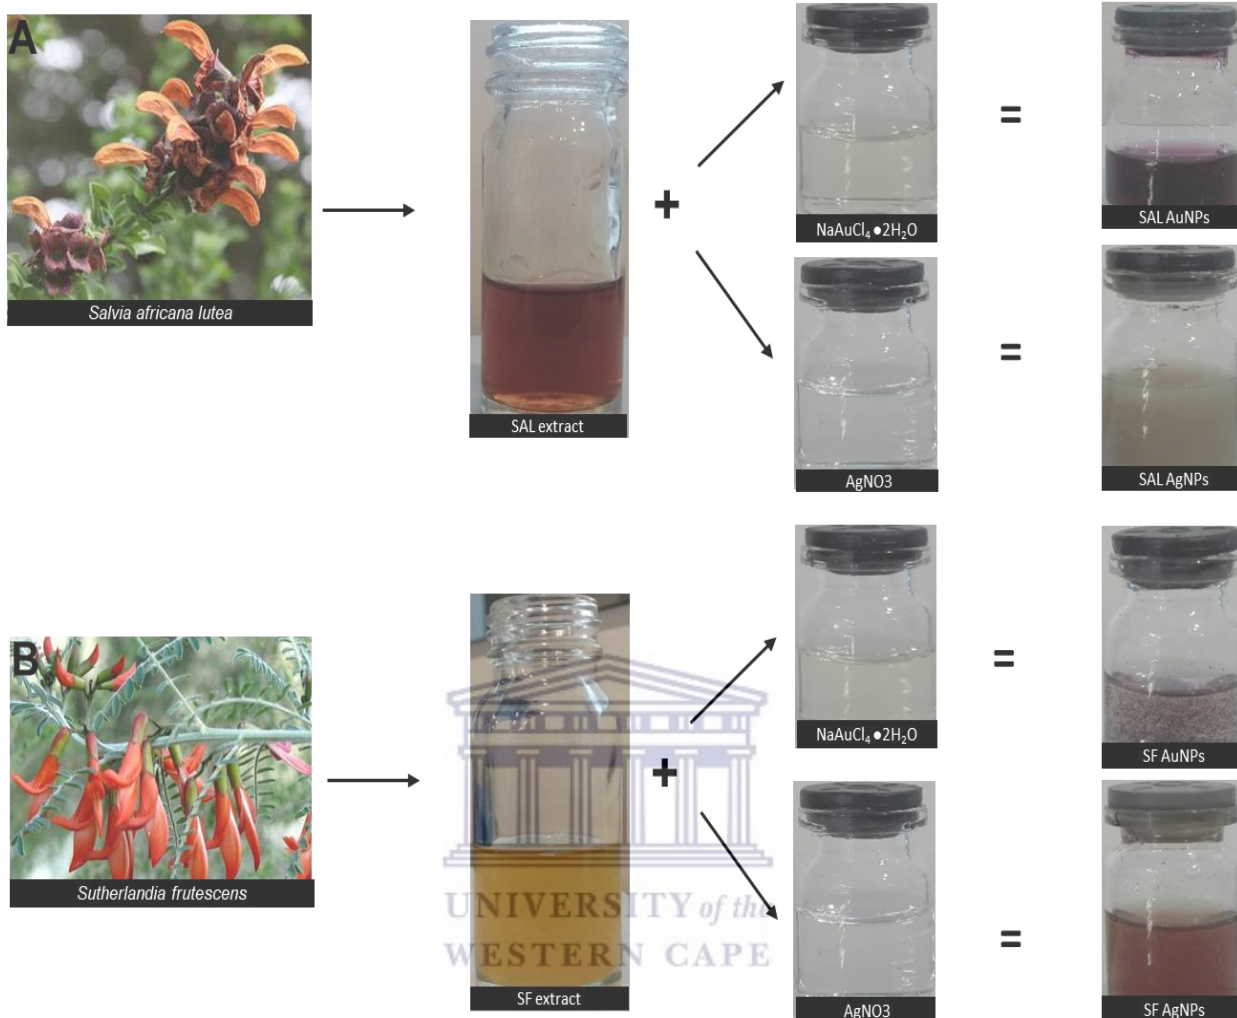 A
Salvia africana lutea
SAL extract
+
NaAuCl₄●2H₂O
=
SAL AuNPs
AgNO3
=
SAL AgNPs
B
Sutherlandia frutescens
SF extract
+
NaAuCl₄●2H₂O
=
SF AuNPs
AgNO3
=
SF AgNPs
UNIVERSITY of the
WESTERN CAPE